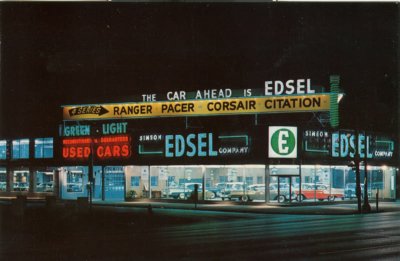 THE CAR AHEAD IS EDSEL
EDSEL RANGER PACER CORSAIR CITATION
GREEN LIGHT
RECONDITIONED & GUARANTEED
USED CARS
SIMSON
EDSEL
COMPANY
E
SIMSON
EDSEL
COMPANY